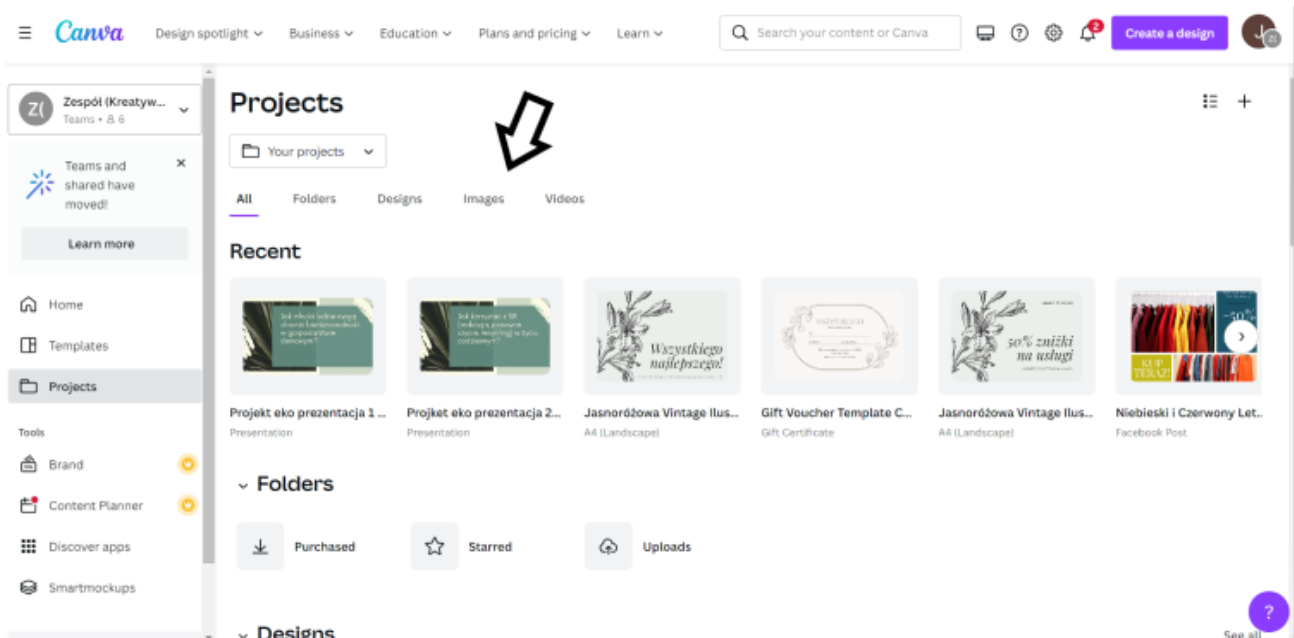 Canva
Design spotlight
Business
Education
Plans and pricing
Learn
Search your content or Canva
2
Create a design
J
Z(
Zespół (Kreatyw...
Teams • 6
Teams and
shared have
moved!
Learn more
Home
Templates
Projects
Tools
Brand
Content Planner
Discover apps
Smartmockups
Projects
Your projects
All
Folders
Designs
Images
Videos
Recent
Wszystkiego
najlepszego!
50% zniżki
na usługi
-50%
KUP
TERAZ!
Projekt eko prezentacja 1 ...
Presentation
Projket eko prezentacja 2...
Presentation
Jasnoróżowa Vintage Ilus...
A4 (Landscape)
Gift Voucher Template C...
Gift Certificate
Jasnoróżowa Vintage Ilus...
A4 (Landscape)
Niebieski i Czerwony Let..
Facebook Post
Folders
Purchased
Starred
Uploads
Designs
See all
?